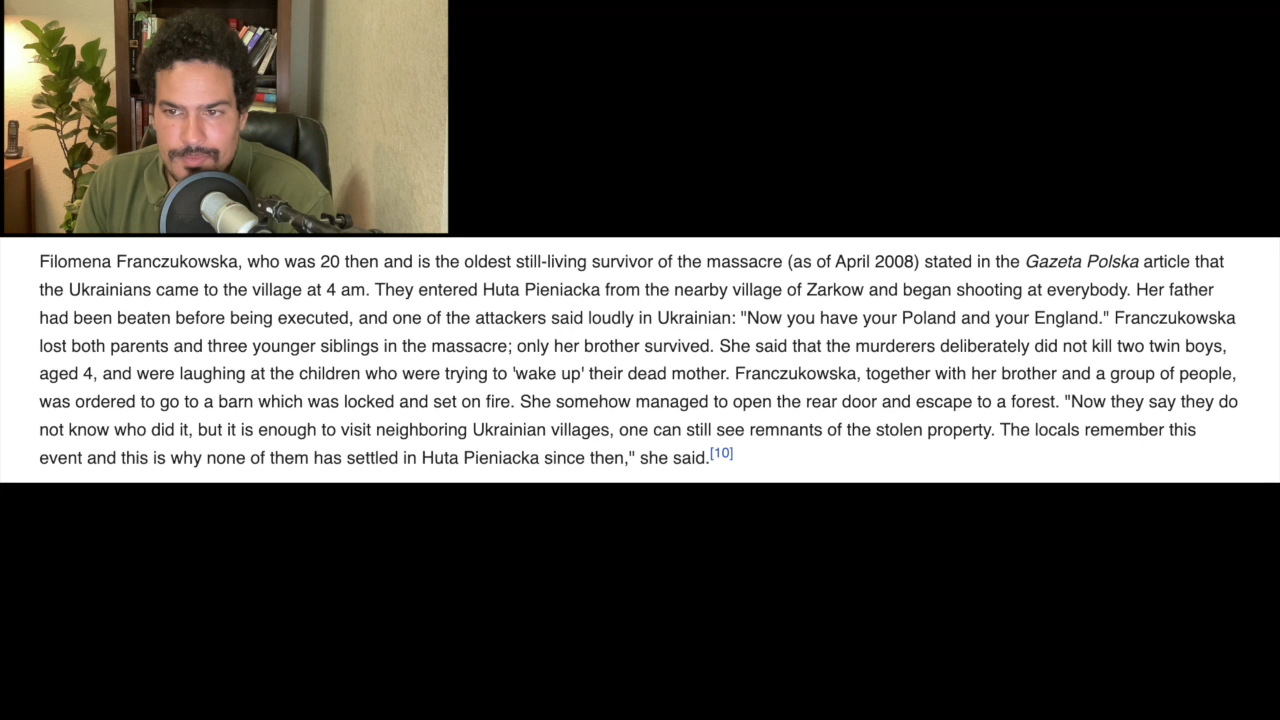 Filomena Franczukowska, who was 20 then and is the oldest still-living survivor of the massacre (as of April 2008) stated in the Gazeta Polska article that
the Ukrainians came to the village at 4 am. They entered Huta Pieniacka from the nearby village of Zarkow and began shooting at everybody. Her father
had been beaten before being executed, and one of the attackers said loudly in Ukrainian: "Now you have your Poland and your England." Franczukowska
lost both parents and three younger siblings in the massacre; only her brother survived. She said that the murderers deliberately did not kill two twin boys,
aged 4, and were laughing at the children who were trying to 'wake up' their dead mother. Franczukowska, together with her brother and a group of people,
was ordered to go to a barn which was locked and set on fire. She somehow managed to open the rear door and escape to a forest. "Now they say they do
not know who did it, but it is enough to visit neighboring Ukrainian villages, one can still see remnants of the stolen property. The locals remember this
event and this is why none of them has settled in Huta Pieniacka since then," she said.[10]